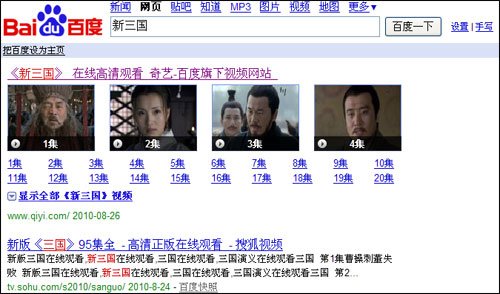 新闻 网页 贴吧 知道 MP3 图片 视频 地图 更多▼
Bai du 百度 新三国 百度一下 设置 | 手写
把百度设为主页
《新三国》 在线高清观看 奇艺-百度旗下视频网站
1集 2集 3集 4集
1集 2集 3集 4集 5集 6集 7集 8集 9集 10集
11集 12集 13集 14集 15集 16集 17集 18集 19集 20集
显示全部《新三国》视频
www.qiyi.com/ 2010-08-26
新版《三国》95集全 - 高清正版在线观看 - 搜狐视频
新版三国在线观看,新三国在线观看,三国在线观看,三国演义在线观看三国 第1集曹操刺董失
败 新版三国在线观看,新三国在线观看,三国在线观看,三国演义在线观看三国 第2...
tv.sohu.com/s2010/sanguo/ 2010-8-24 - 百度快照